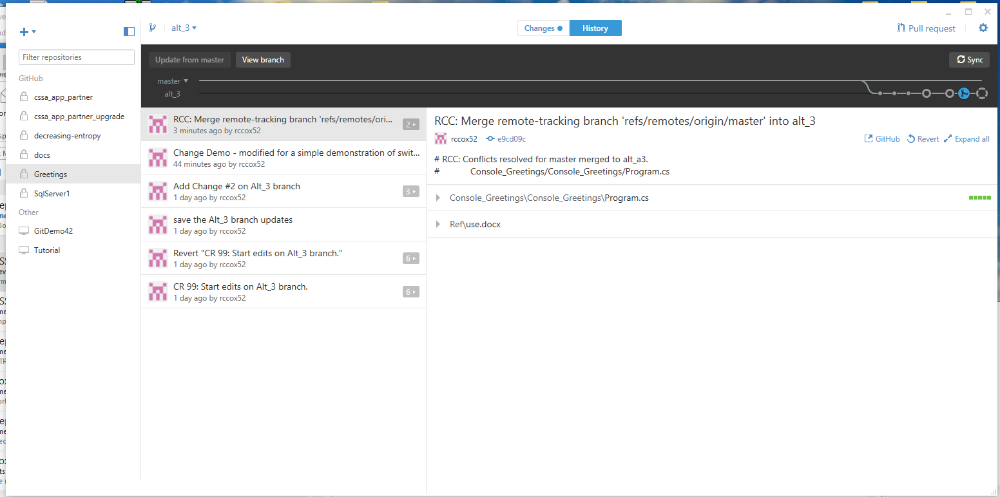 alt_3
Changes
History
Pull request
Filter repositories
Update from master
View branch
Sync
master
alt_3
GitHub
cssa_app_partner
cssa_app_partner_upgrade
decreasing-entropy
docs
Greetings
SqlServer1
Other
GitDemo42
Tutorial
RCC: Merge remote-tracking branch 'refs/remotes/ori...
3 minutes ago by rccox52
2
Change Demo - modified for a simple demonstration of swit...
44 minutes ago by rccox52
Add Change #2 on Alt_3 branch
1 day ago by rccox52
3
save the Alt_3 branch updates
1 day ago by rccox52
Revert "CR 99: Start edits on Alt_3 branch."
1 day ago by rccox52
6
CR 99: Start edits on Alt_3 branch.
1 day ago by rccox52
6
RCC: Merge remote-tracking branch 'refs/remotes/origin/master' into alt_3
rccox52 e9cd09c
GitHub Revert Expand all
# RCC: Conflicts resolved for master merged to alt_a3.
# Console_Greetings/Console_Greetings/Program.cs
Console_Greetings\Console_Greetings\Program.cs
Ref\use.docx